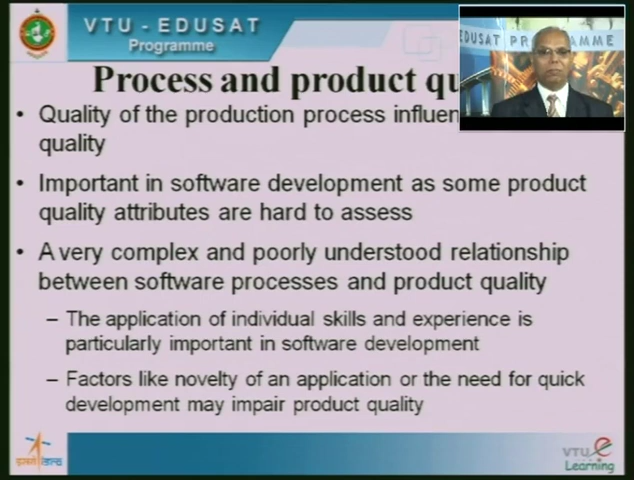 VTU - EDUSAT
Programme
EDUSAT PROGRAMME
Process and product qu
• Quality of the production process influen
quality
• Important in software development as some product
quality attributes are hard to assess
• A very complex and poorly understood relationship
between software processes and product quality
– The application of individual skills and experience is
particularly important in software development
– Factors like novelty of an application or the need for quick
development may impair product quality
VTU e
Learning